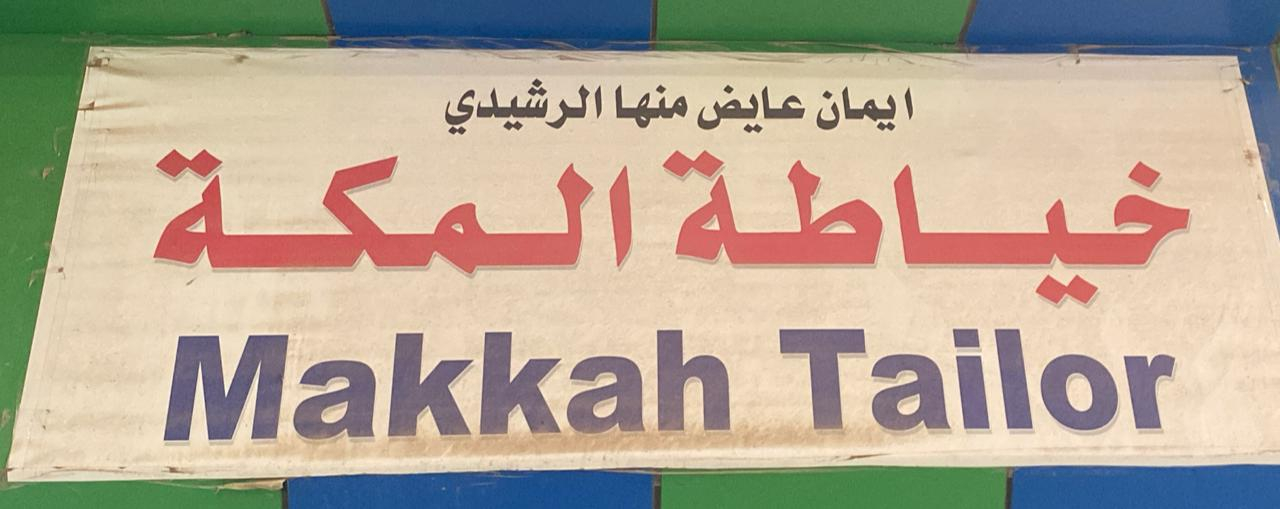 ايمان عايض منها الرشيدي
خياطة المكة
Makkah Tailor